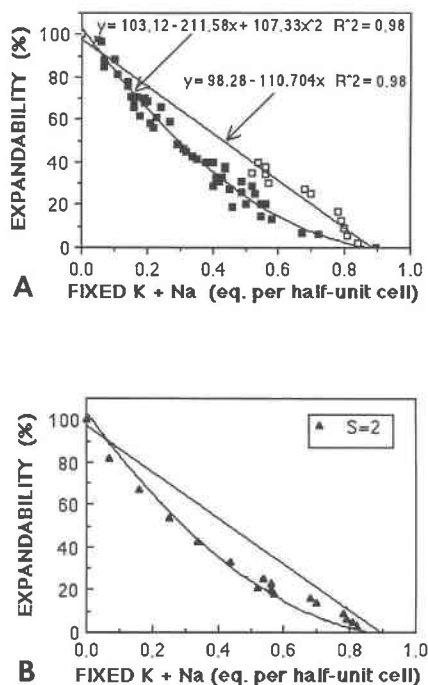 y= 103.12-211.58x+ 107.33x^2 R^2= 0.98
y= 98.28-110.704x R^2= 0.98
EXPANDABILITY (%)
100
80
60
40
20
0
0.0 0.2 0.4 0.6 0.8 1.0
A FIXED K + Na (eq. per half-unit cell)
S=2
EXPANDABILITY (%)
100
80
60
40
20
0
0.0 0.2 0.4 0.6 0.8 1.0
B FIXED K + Na (eq. per half-unit cell)